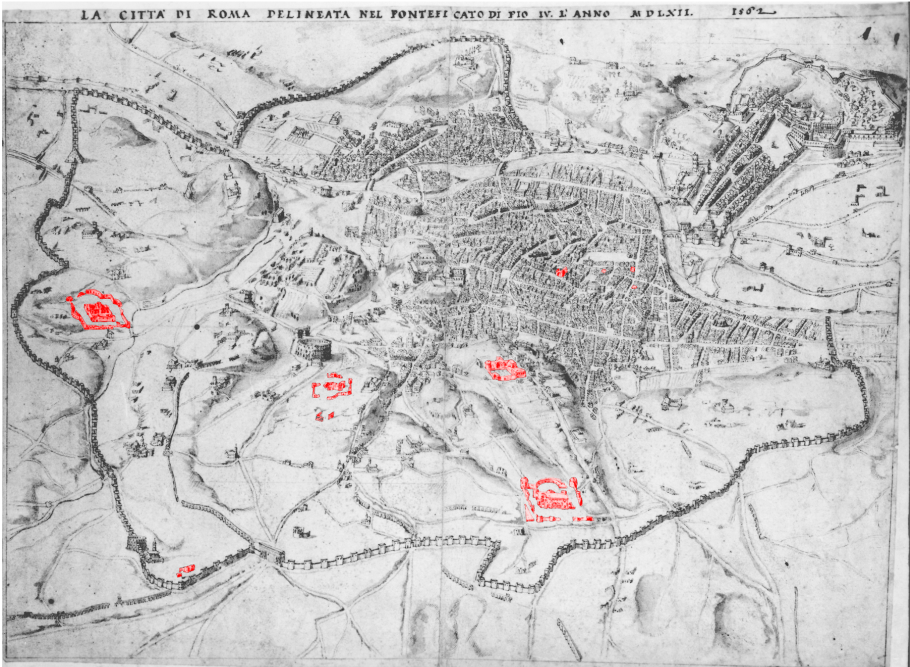 LA CITTÀ DI ROMA DELINEATA NEL PONTEFICATO DI PIO IV. L'ANNO MDLXII. 1562